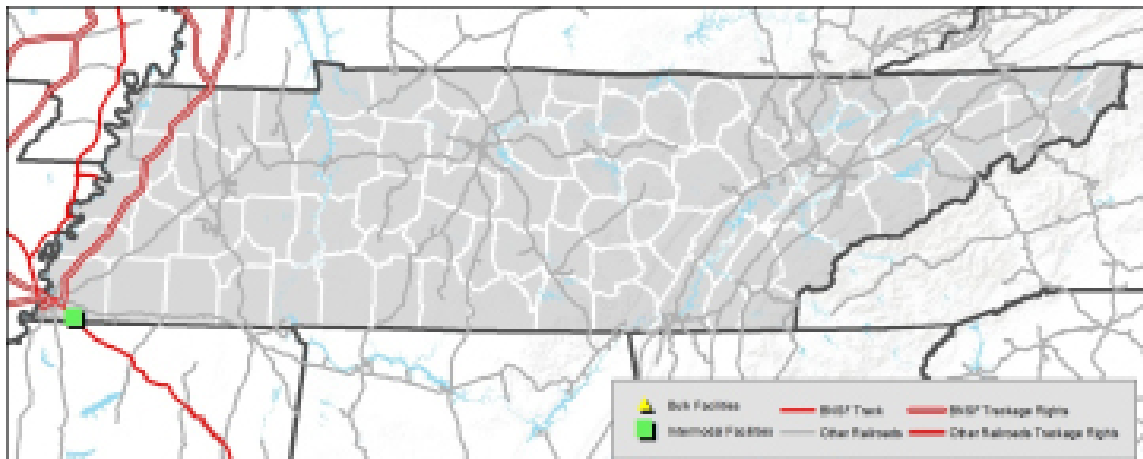 Bulk Facilities
BNSF Track
BNSF Trackage Rights
Intermodal Facilities
Other Railroads
Other Railroads Trackage Rights